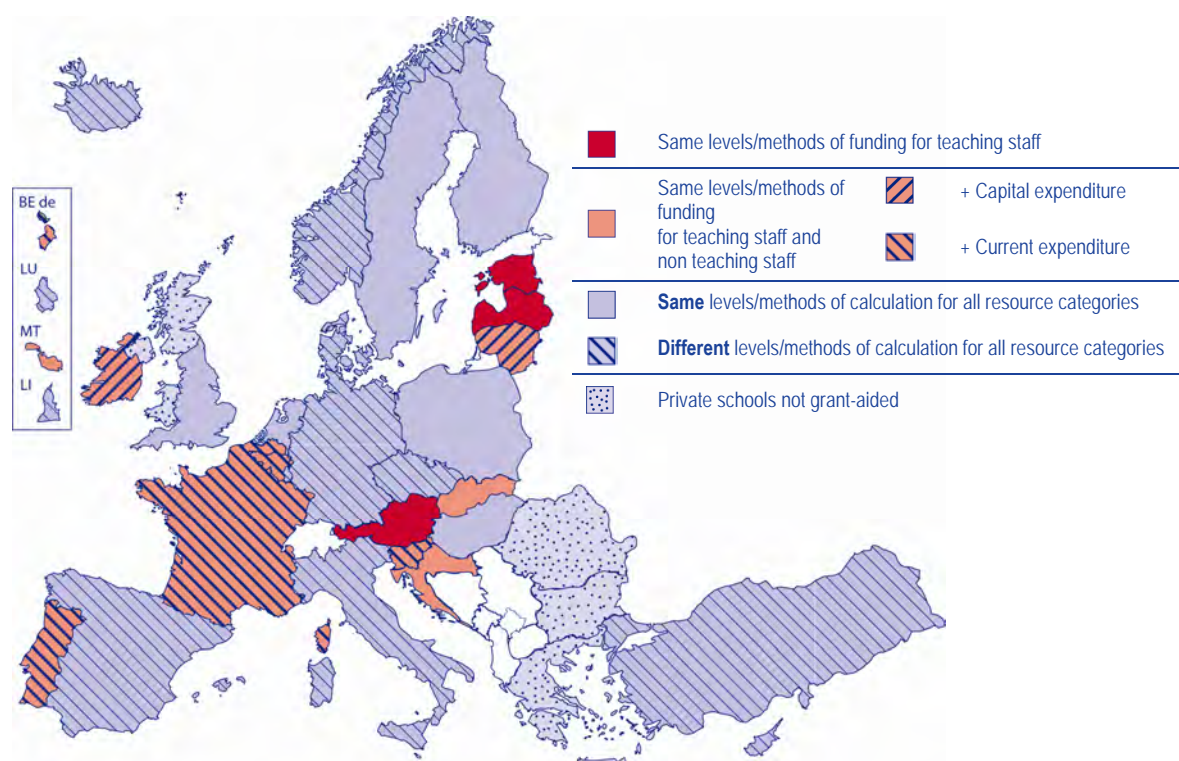 Same levels/methods of funding for teaching staff
Same levels/methods of
funding
for teaching staff and
non teaching staff
+ Capital expenditure
+ Current expenditure
Same levels/methods of calculation for all resource categories
Different levels/methods of calculation for all resource categories
Private schools not grant-aided
BE de
LU
MT
LI